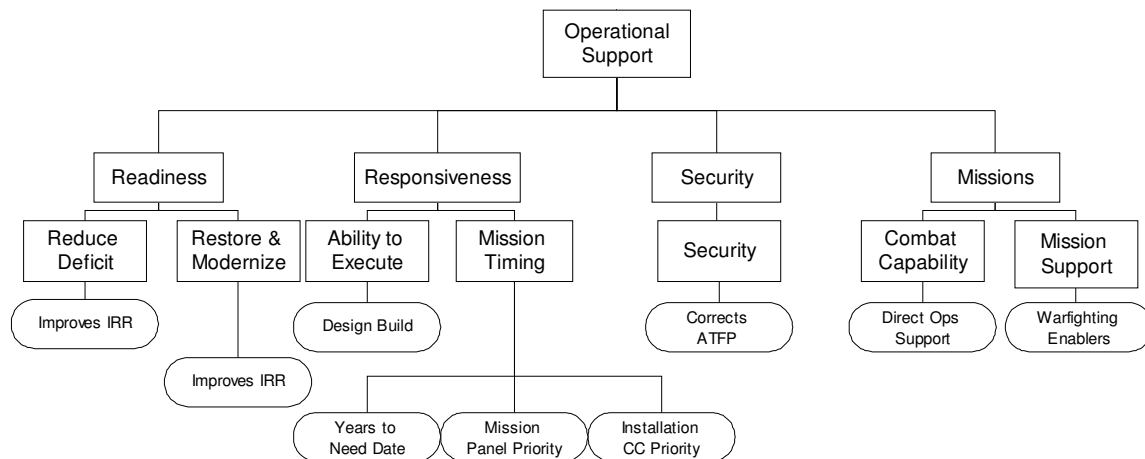 Operational
Support
Readiness
Responsiveness
Security
Missions
Reduce
Deficit
Restore &
Modernize
Ability to
Execute
Mission
Timing
Security
Combat
Capability
Mission
Support
Improves IRR
Design Build
Corrects
ATFP
Direct Ops
Support
Warfighting
Enablers
Improves IRR
Years to
Need Date
Mission
Panel Priority
Installation
CC Priority